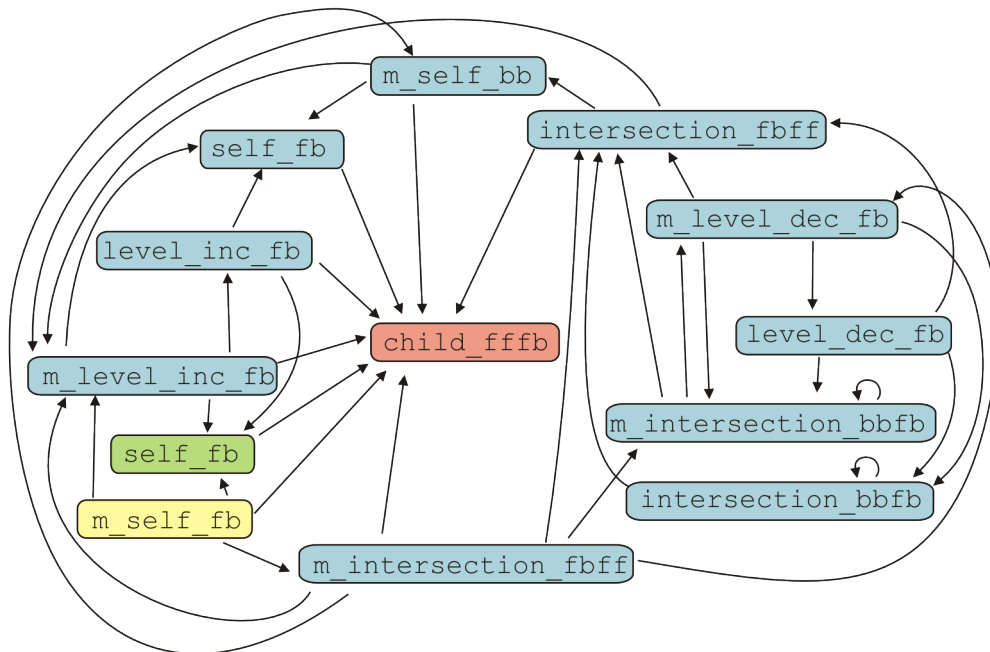 m_self_bb
intersection_fbff
self_fb
m_level_dec_fb
level_inc_fb
level_dec_fb
child_fffb
m_level_inc_fb
m_intersection_bbfb
self_fb
intersection_bbfb
m_self_fb
m_intersection_fbff